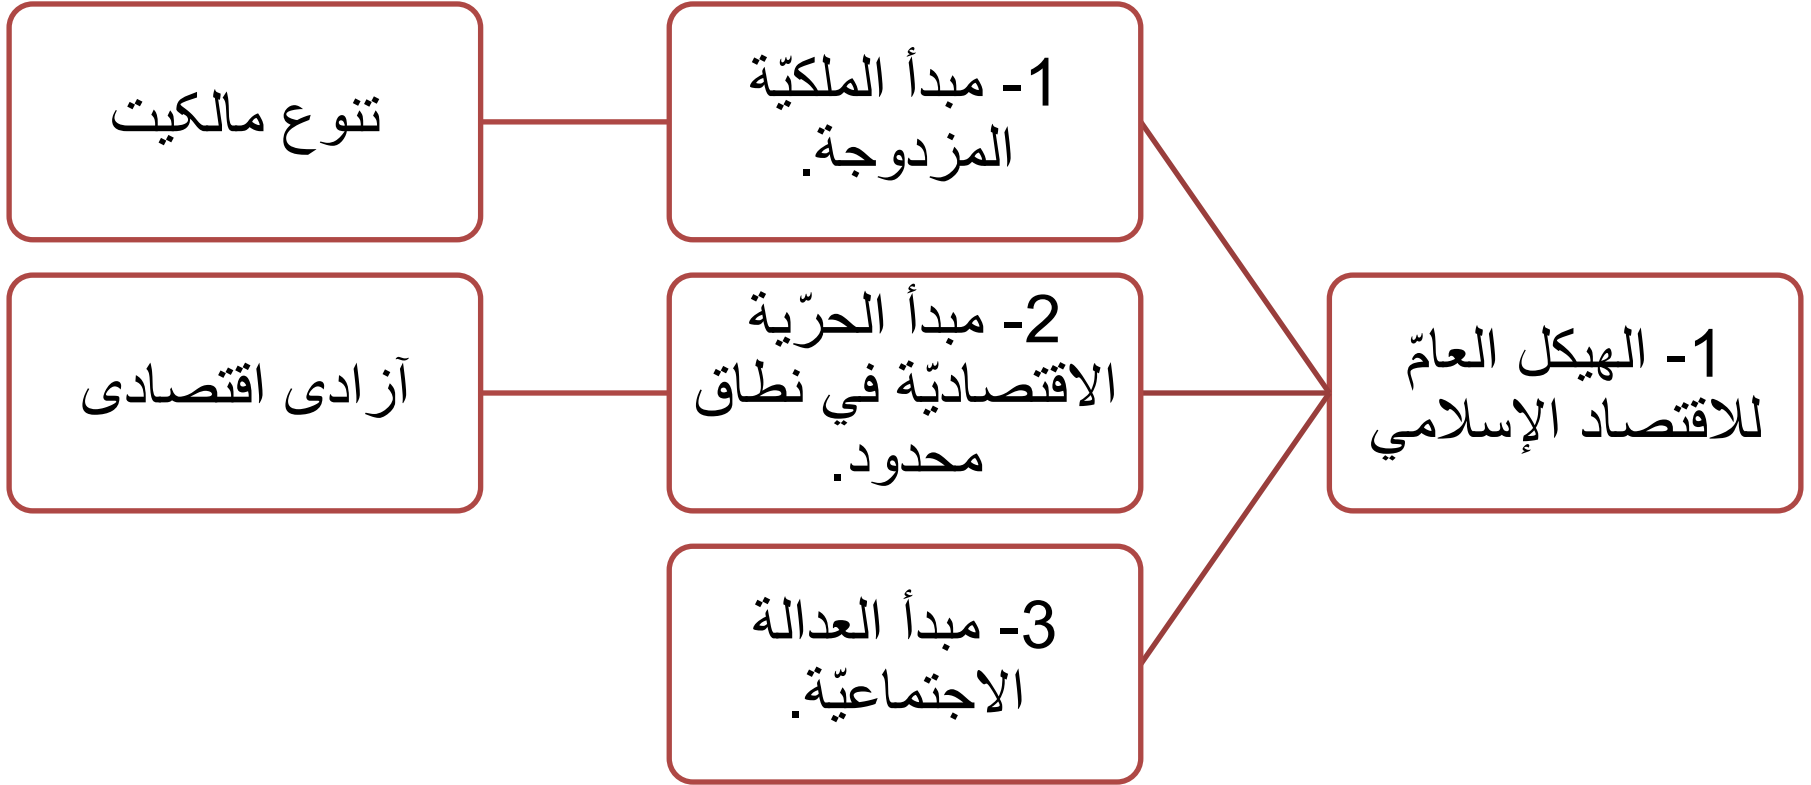 1- الهيكل العامّ
للاقتصاد الإسلامي
1- مبدأ الملكيّة
المزدوجة.
تنوع مالكيت
2- مبدأ الحرّية
الاقتصاديّة في نطاق
محدود.
آزادى اقتصادى
3- مبدأ العدالة
الاجتماعيّة.